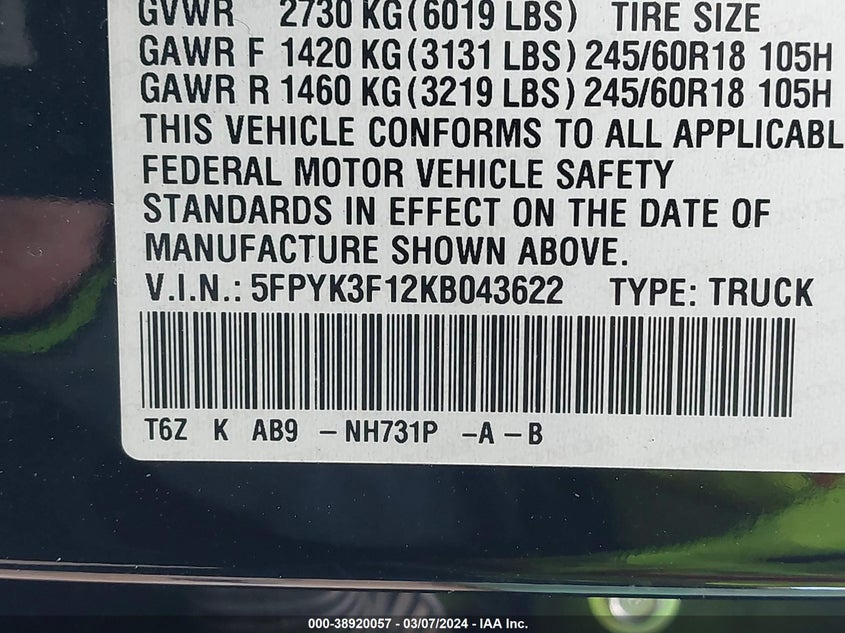 GVWR 2730 KG (6019 LBS) TIRE SIZE
GAWR F 1420 KG (3131 LBS) 245/60R18 105H
GAWR R 1460 KG (3219 LBS) 245/60R18 105H
THIS VEHICLE CONFORMS TO ALL APPLICABL
FEDERAL MOTOR VEHICLE SAFETY
STANDARDS IN EFFECT ON THE DATE OF
MANUFACTURE SHOWN ABOVE.
V.I.N.: 5FPYK3F12KB043622 TYPE: TRUCK
T6Z K AB9 -NH731P -A-B
000-38920057 - 03/07/2024 - IAA Inc.